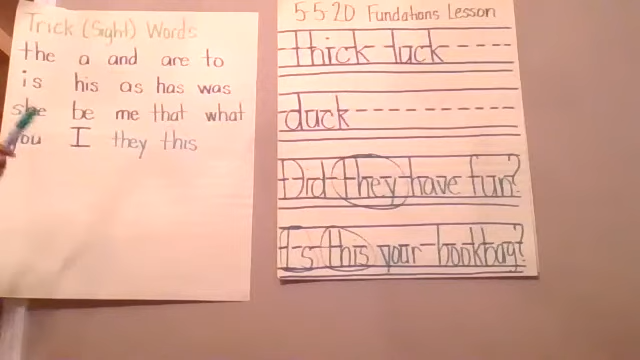 Trick (Sight) Words
the a and are to
is his as has was
she be me that what
you I they this
5-5-20 Fundations Lesson
thick tack
duck
Did they have fun?
Is this your bookbag?